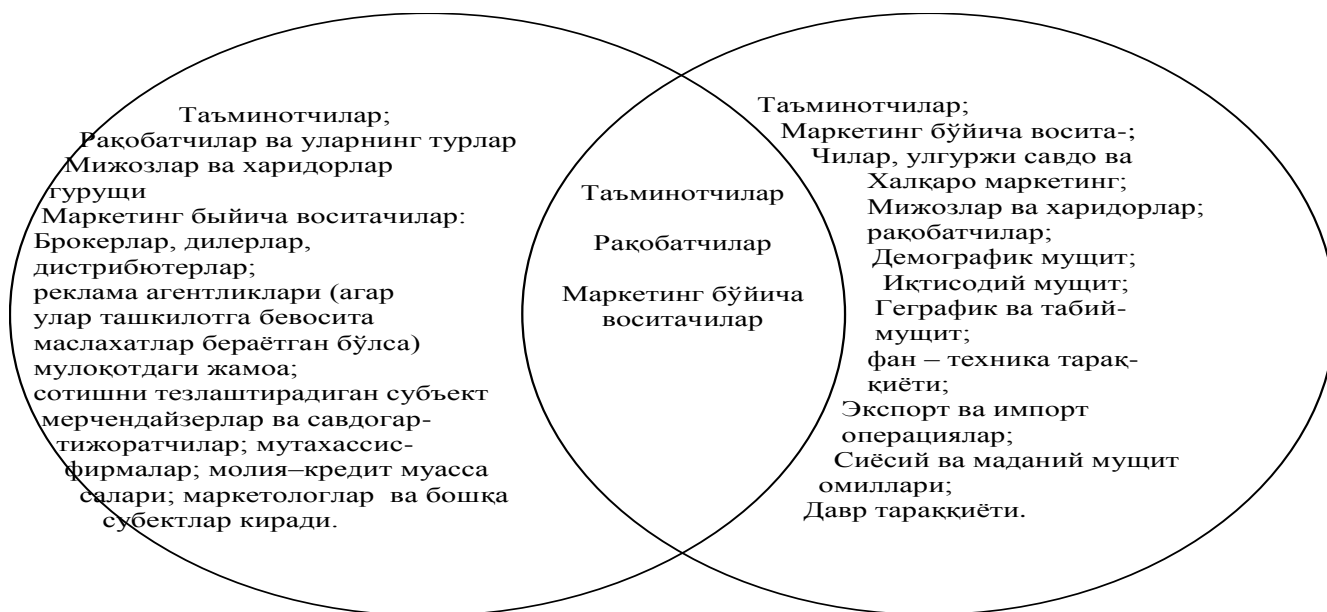 Таъминотчилар;
Рақобатчилар ва уларнинг турлар
Мижозлар ва харидорлар
гурущи
Маркетинг быйича воситачилар:
Брокерлар, дилерлар,
дистрибютерлар;
реклама агентликлари (агар
улар ташкилотга бевосита
маслахатлар бераётган бўлса)
мулоқотдаги жамоа;
сотишни тезлаштирадиган субъект
мерчендайзерлар ва савдогар-
тижоратчилар; мутахассис-
фирмалар; молия–кредит муасса
салари; маркетологлар ва бошқа
субектлар киради.
Таъминотчилар
Рақобатчилар
Маркетинг бўйича
воситачилар
Таъминотчилар;
Маркетинг бўйича восита-;
Чилар, улгуржи савдо ва
Халқаро маркетинг;
Мижозлар ва харидорлар;
рақобатчилар;
Демографик мущит;
Иқтисодий мущит;
Геграфик ва табий-
мущит;
фан – техника тарақ-
қиёти;
Экспорт ва импорт
операциялар;
Сиёсий ва маданий мущит
омиллари;
Давр тараққиёти.